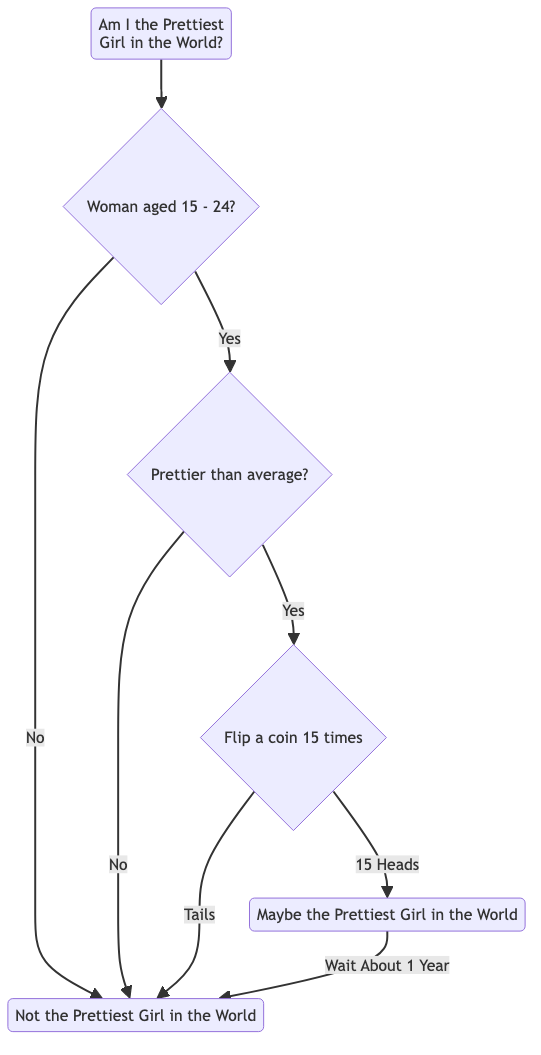 Am I the Prettiest
Girl in the World?
Woman aged 15 - 24?
Yes
Prettier than average?
Yes
Flip a coin 15 times
No
No
15 Heads
Tails
Maybe the Prettiest Girl in the World
Wait About 1 Year
Not the Prettiest Girl in the World